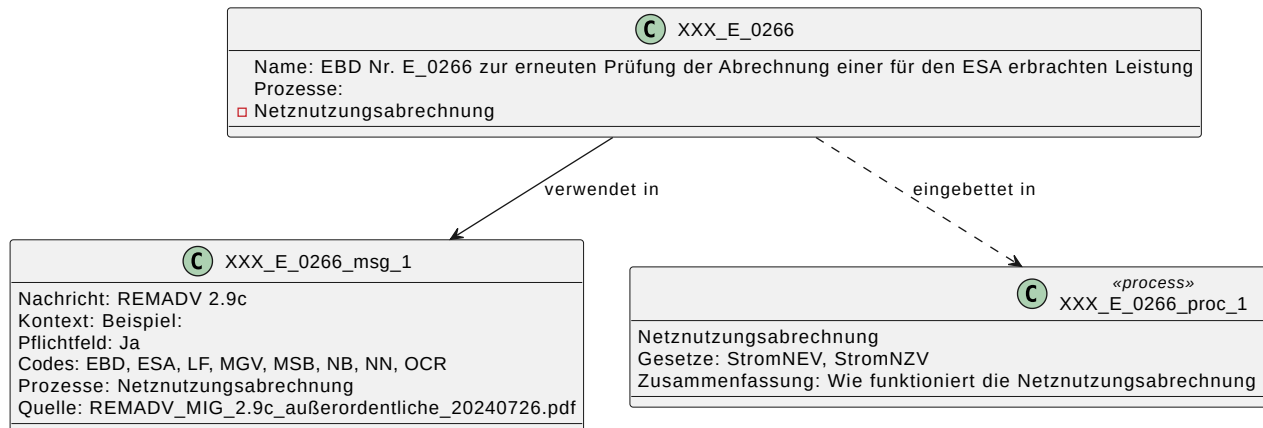 C XXX_E_0266
Name: EBD Nr. E_0266 zur erneuten Prüfung der Abrechnung einer für den ESA erbrachten Leistung
Prozesse:
Netznutzungsabrechnung
verwendet in
eingebettet in
C XXX_E_0266_msg_1
Nachricht: REMADV 2.9c
Kontext: Beispiel:
Pflichtfeld: Ja
Codes: EBD, ESA, LF, MGV, MSB, NB, NN, OCR
Prozesse: Netznutzungsabrechnung
Quelle: REMADV_MIG_2.9c_außerordentliche_20240726.pdf
«process»
C XXX_E_0266_proc_1
Netznutzungsabrechnung
Gesetze: StromNEV, StromNZV
Zusammenfassung: Wie funktioniert die Netznutzungsabrechnung